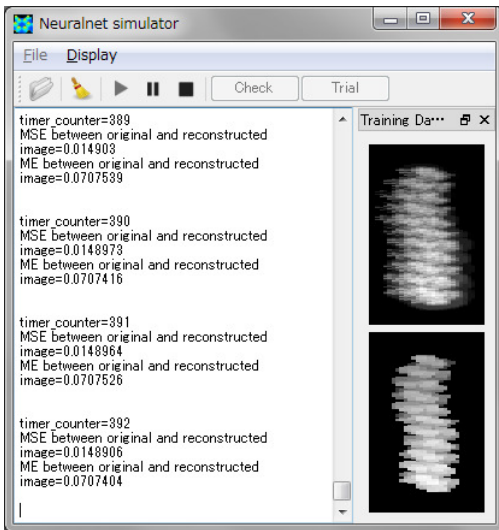 Neuralnet simulator
File Display
Check Trial
timer_counter=389
MSE between original and reconstructed
image=0.014903
ME between original and reconstructed
image=0.0707539
timer_counter=390
MSE between original and reconstructed
image=0.0148973
ME between original and reconstructed
image=0.0707416
timer_counter=391
MSE between original and reconstructed
image=0.0148964
ME between original and reconstructed
image=0.0707526
timer_counter=392
MSE between original and reconstructed
image=0.0148906
ME between original and reconstructed
image=0.0707404
Training Da···